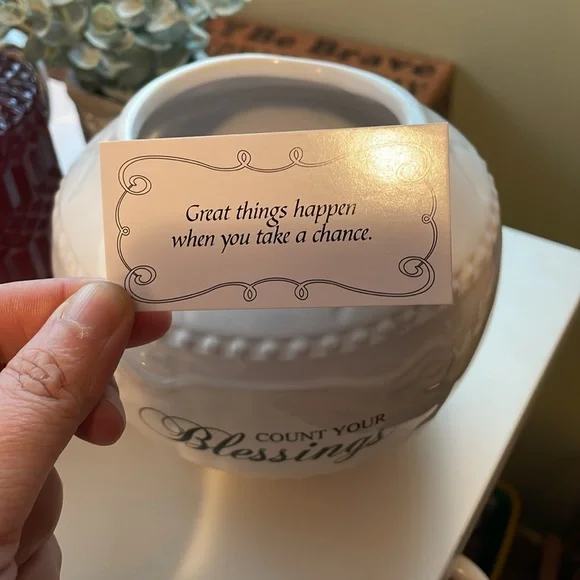 Be Brave
Great things happen
when you take a chance.
COUNT YOUR
Blessings